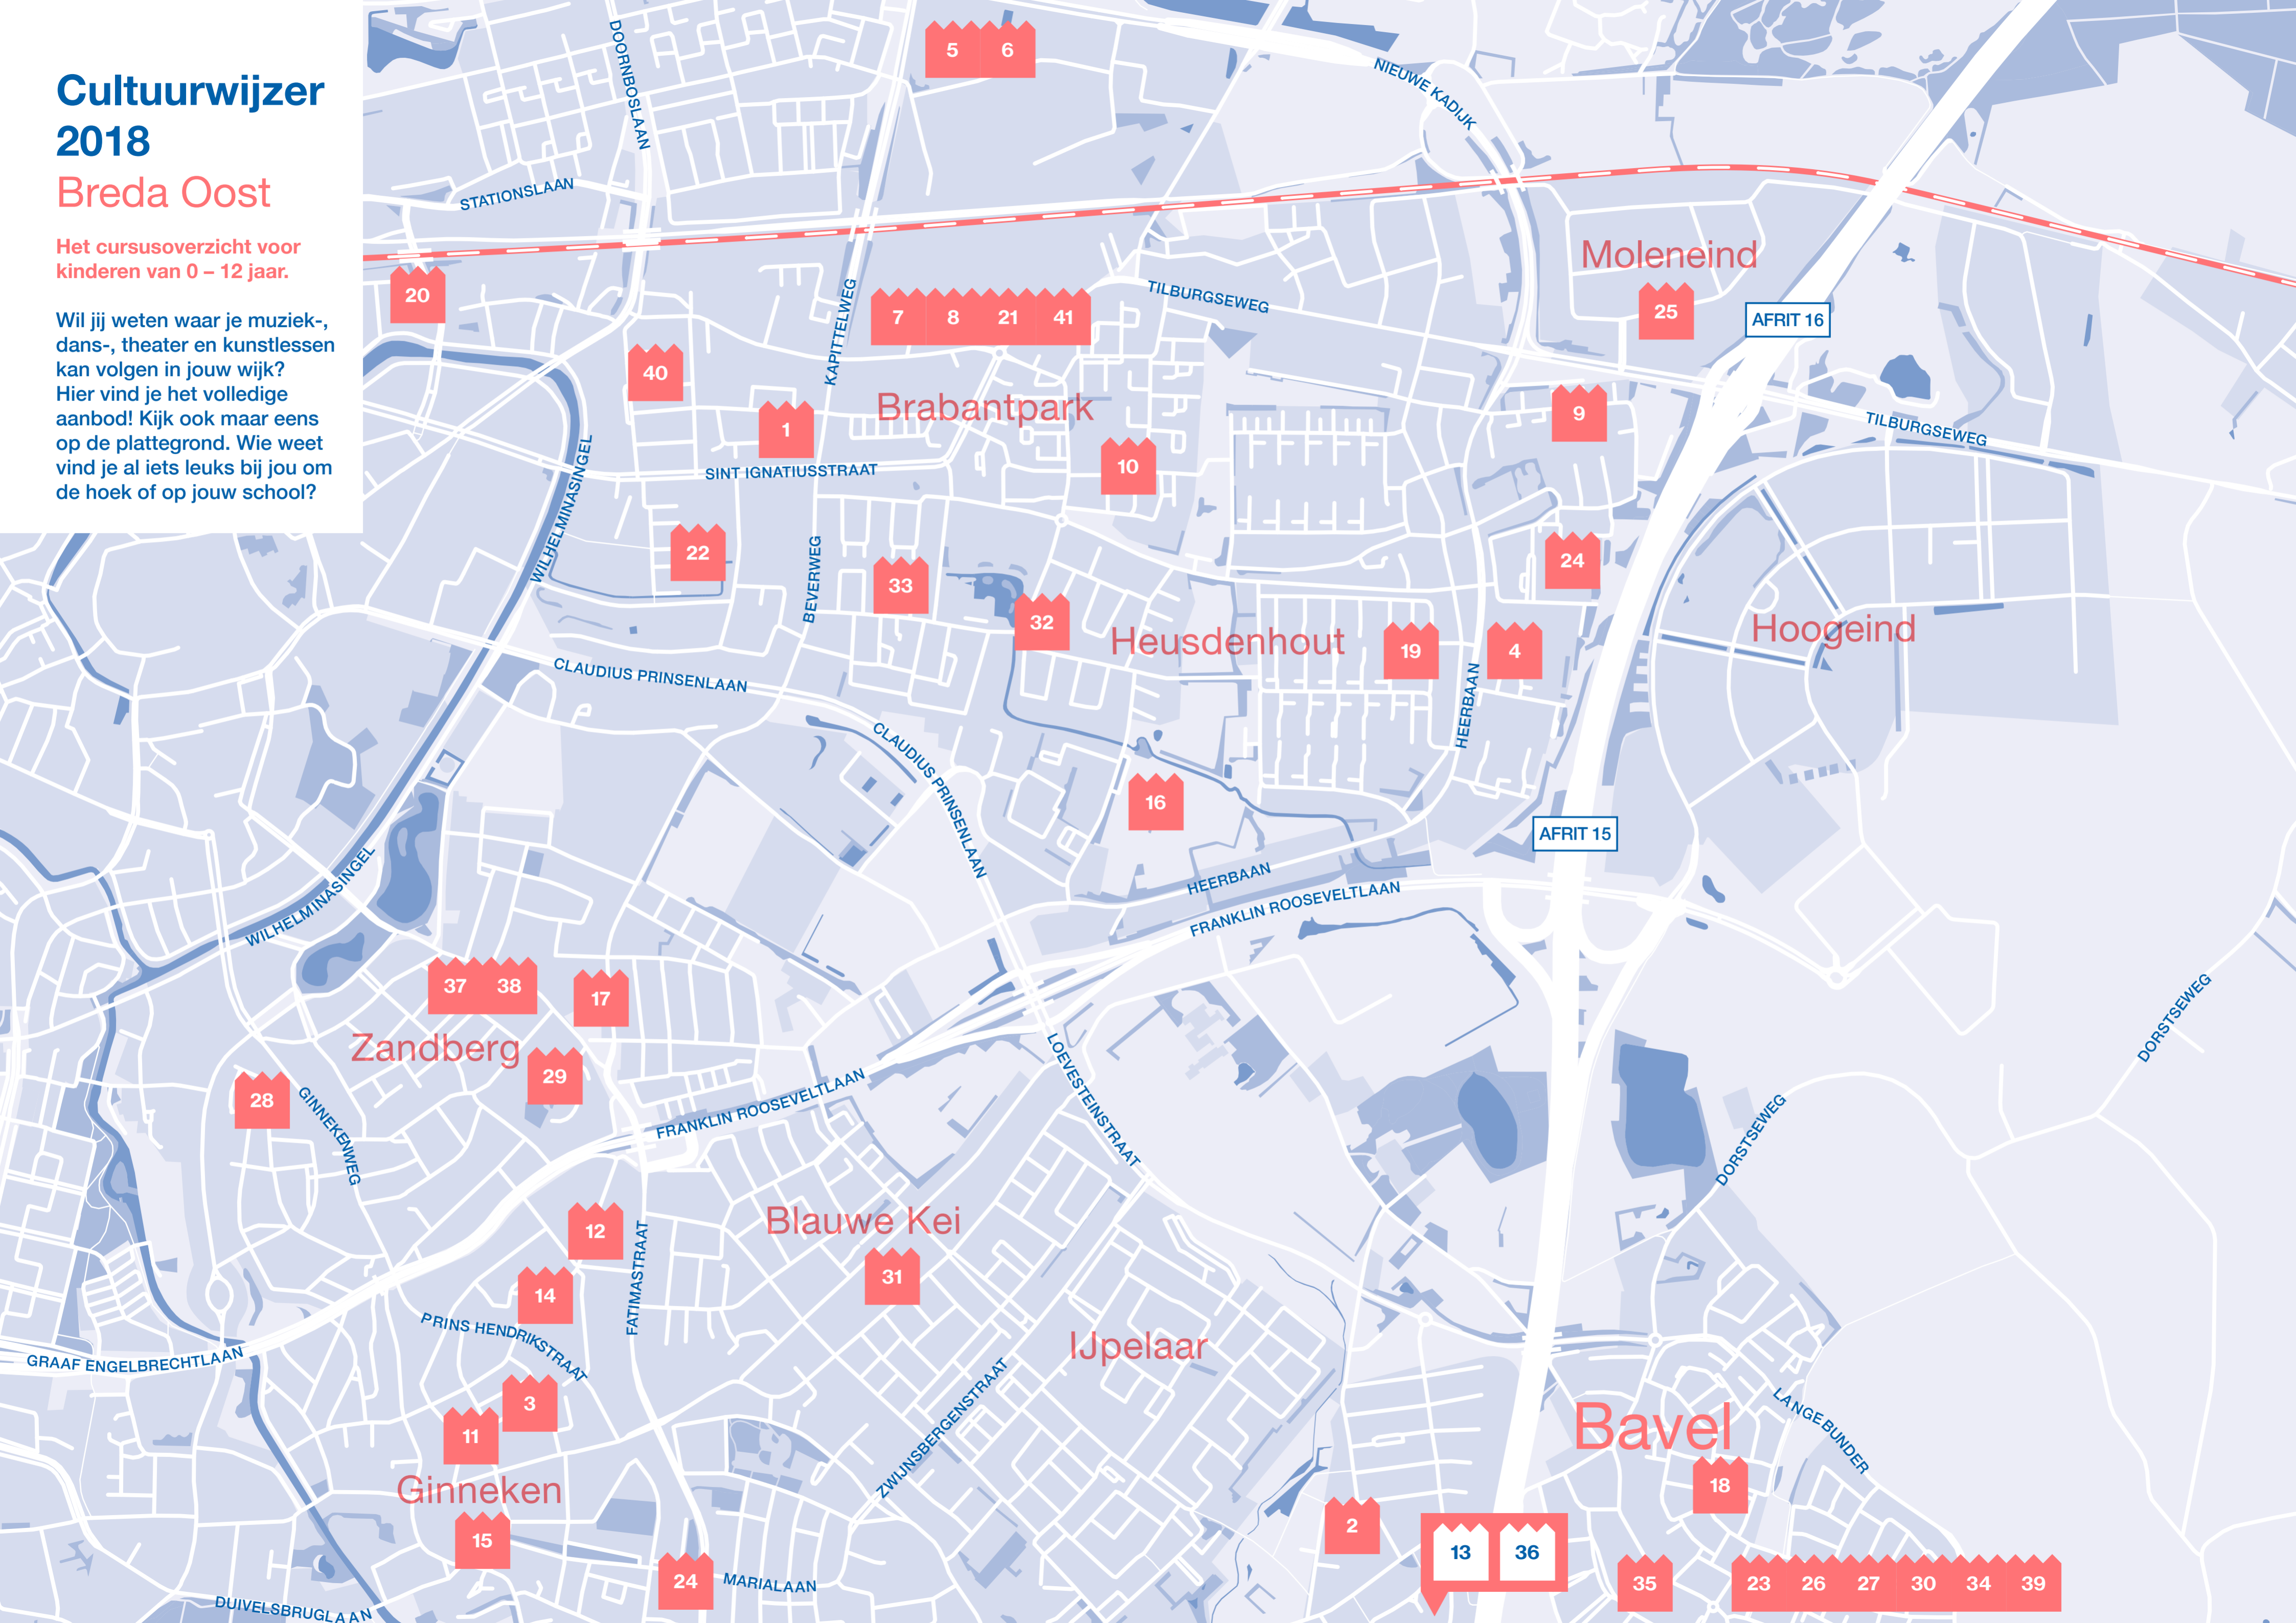 Cultuurwijzer
2018
Breda Oost
Het cursusoverzicht voor
kinderen van 0 – 12 jaar.
Wil jij weten waar je muziek-,
dans-, theater en kunstlessen
kan volgen in jouw wijk?
Hier vind je het volledige
aanbod! Kijk ook maar eens
op de plattegrond. Wie weet
vind je al iets leuks bij jou om
de hoek of op jouw school?
5 6
DOORNBOSLAAN
NIEUWE KADIJK
STATIONSLAAN
Moleneind
20
KAPITTELWEG
7 8 21 41
TILBURGSEWEG
25
AFRIT 16
40
Brabantpark
1
9
TILBURGSEWEG
SINT IGNATIUSSTRAAT
10
WILHELMINASINGEL
22
BEVERWEG
33
24
32
Heusdenhout
19
4
Hoogeind
CLAUDIUS PRINSENLAAN
HEERBAAN
CLAUDIUS PRINSENLAAN
16
AFRIT 15
WILHELMINASINGEL
HEERBAAN
FRANKLIN ROOSEVELTLAAN
37 38
17
DORSTSEWEG
Zandberg
29
28
GINNEKENWEG
FRANKLIN ROOSEVELTLAAN
LOEVESTEINSTRAAT
DORSTSEWEG
12
Blauwe Kei
31
14
FATIMASTRAAT
PRINS HENDRIKSTRAAT
IJpelaar
GRAAF ENGELBRECHTLAAN
3
11
ZWIJNSBERGENSTRAAT
Bavel
LANGE BUNDER
Ginneken
18
15
2
13 36
24
MARIALAAN
35
23 26 27 30 34 39
DUIVELSBRUGLAAN